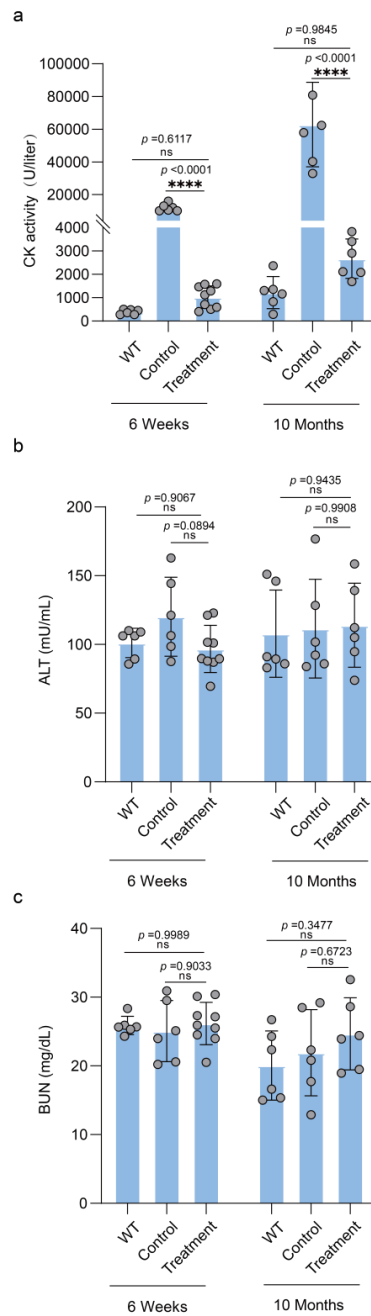 a
p =0.9845
ns
p <0.0001
****
p =0.6117
ns
p <0.0001
****
CK activity（U/liter）
100000
80000
60000
40000
20000
4000
3000
2000
1000
0
WT
Control
Treatment
WT
Control
Treatment
6 Weeks
10 Months
b
p =0.9067
ns
p =0.0894
ns
p =0.9435
ns
p =0.9908
ns
ALT (mU/mL)
200
150
100
50
0
WT
Control
Treatment
WT
Control
Treatment
6 Weeks
10 Months
c
p =0.9989
ns
p =0.9033
ns
p =0.3477
ns
p =0.6723
ns
BUN (mg/dL)
40
30
20
10
0
WT
Control
Treatment
WT
Control
Treatment
6 Weeks
10 Months